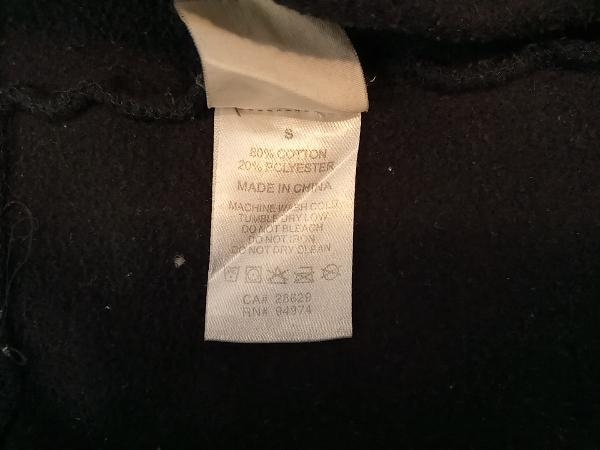 S
80% COTTON
20% POLYESTER
MADE IN CHINA
MACHINE WASH COLD
TUMBLE DRY LOW
DO NOT BLEACH
DO NOT IRON
DO NOT DRY CLEAN
CA# 28629
RN# 94974